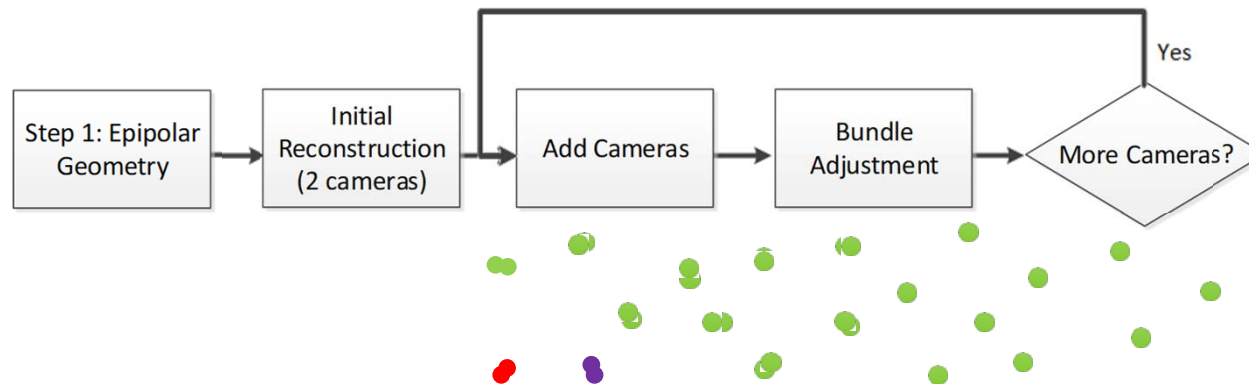 Yes
Step 1: Epipolar
Geometry
Initial
Reconstruction
(2 cameras)
Add Cameras
Bundle
Adjustment
More Cameras?